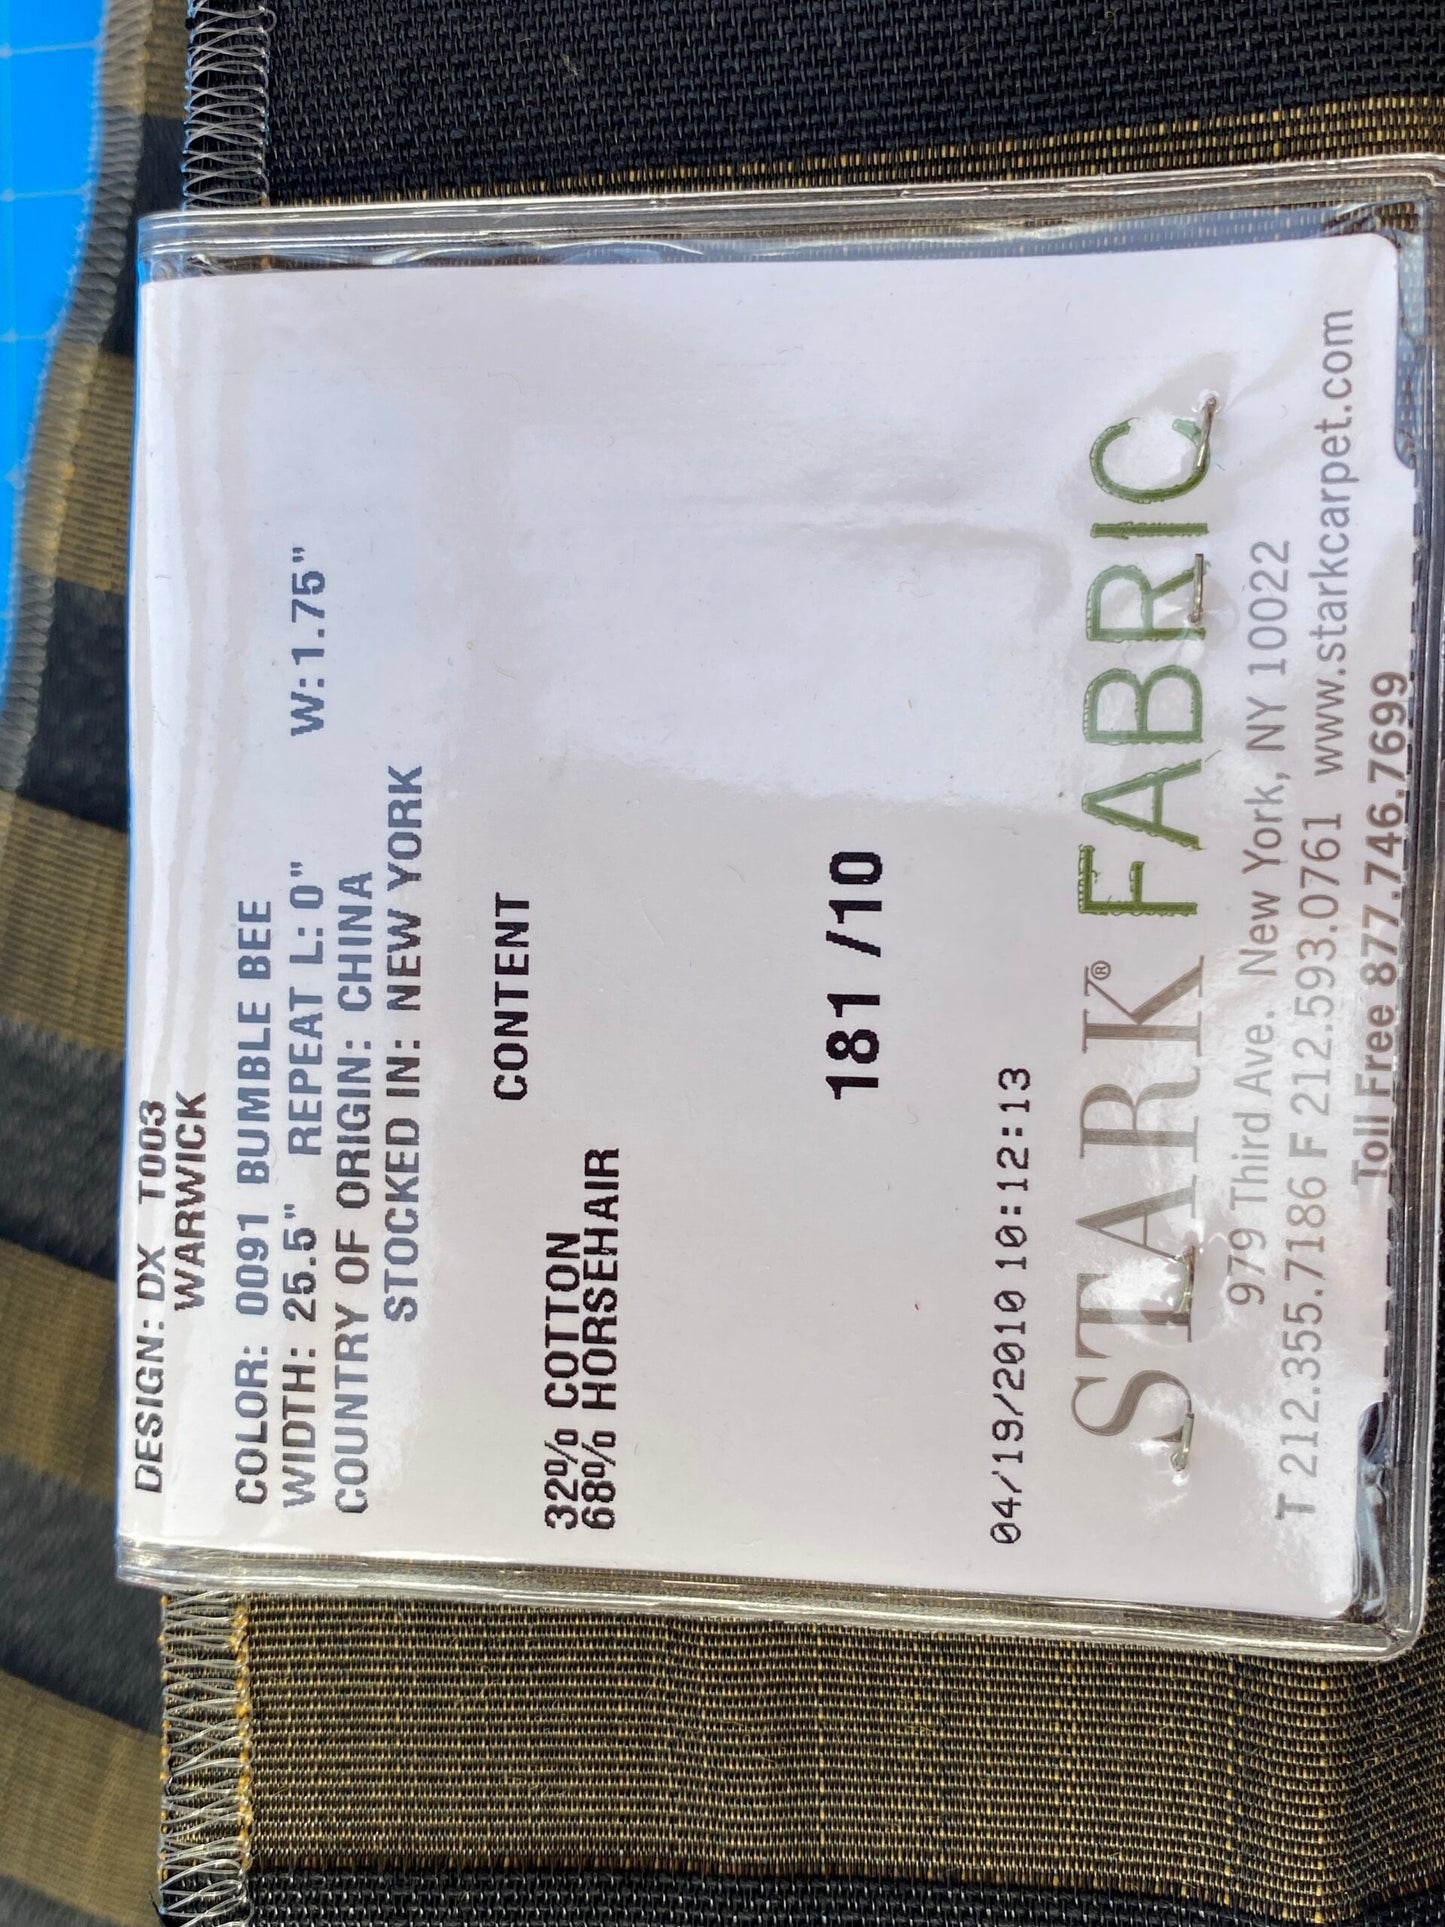 DESIGN: DX T003
WARWICK
COLOR: 0091 BUMBLE BEE
WIDTH: 25.5" REPEAT L: 0" W:1.75"
COUNTRY OF ORIGIN: CHINA
STOCKED IN: NEW YORK
CONTENT
32% COTTON
68% HORSEHAIR
181 /10
04/19/2010 10:12:13
STARK® FABRIC
979 Third Ave. New York, NY 10022
T 212.355.7186 F 212.593.0761 www.starkcarpet.com
Toll Free 877.746.7699